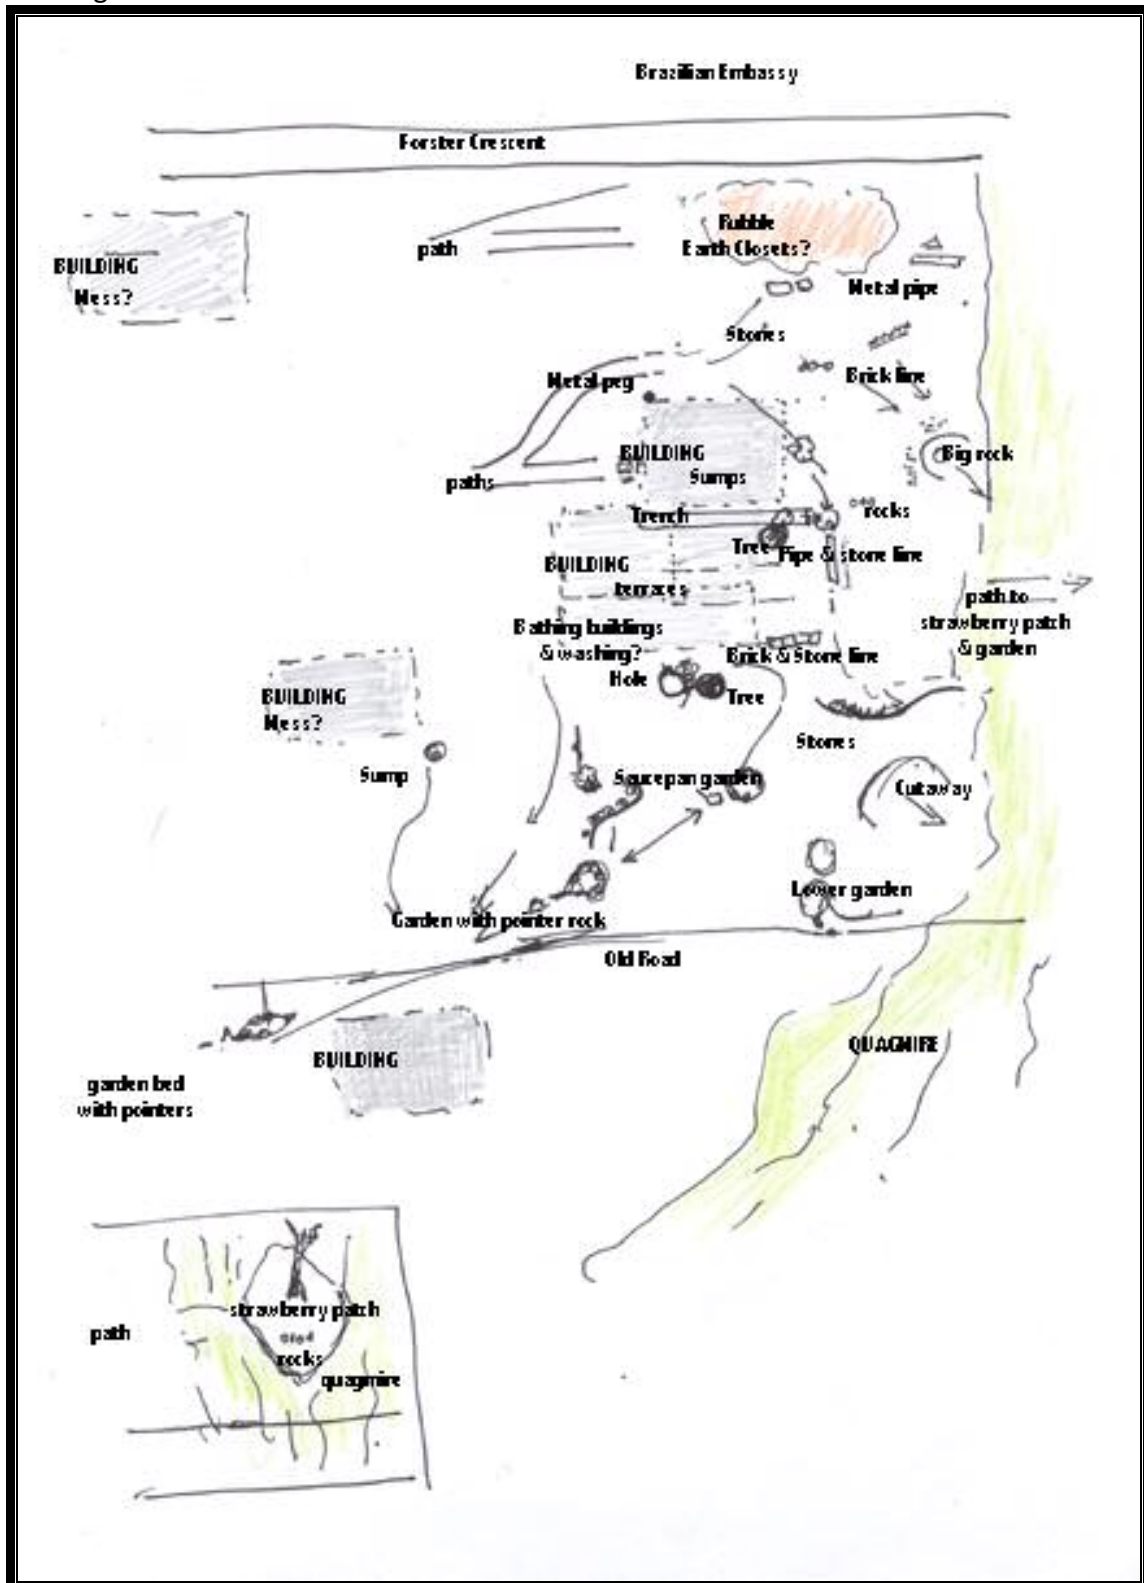 Brazilian Embassy
Forster Crescent
path
Rubble
Earth Closets?
BUILDING
Mess?
Metal pipe
Stones
Metal peg
Brick line
BUILDING
Sumps
Big rock
paths
Trench
rocks
Tree
Pipe & stone line
BUILDING
terraces
path to
strawberry patch
& garden
Bathing buildings
& washing?
Brick & Stone line
Hole
Tree
BUILDING
Mess?
Stones
Sump
Saucepan garden
Cutaway
Lower garden
Garden with pointer rock
Old Road
QUAGMIRE
BUILDING
garden bed
with pointers
strawberry patch
path
rocks
quagmire